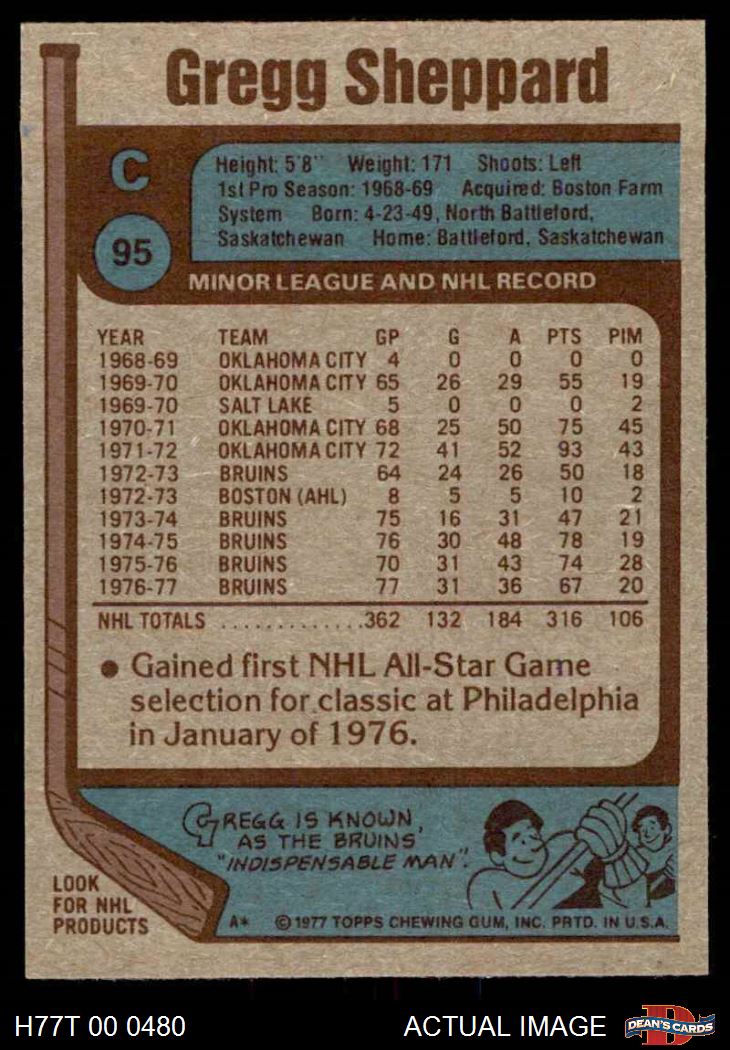 Gregg Sheppard
C
95
Height: 5'8" Weight: 171 Shoots: Left
1st Pro Season: 1968-69 Acquired: Boston Farm
System Born: 4-23-49, North Battleford,
Saskatchewan Home: Battleford, Saskatchewan
MINOR LEAGUE AND NHL RECORD
YEAR TEAM GP G A PTS PIM
1968-69 OKLAHOMA CITY 4 0 0 0 0
1969-70 OKLAHOMA CITY 65 26 29 55 19
1969-70 SALT LAKE 5 0 0 0 2
1970-71 OKLAHOMA CITY 68 25 50 75 45
1971-72 OKLAHOMA CITY 72 41 52 93 43
1972-73 BRUINS 64 24 26 50 18
1972-73 BOSTON (AHL) 8 5 5 10 2
1973-74 BRUINS 75 16 31 47 21
1974-75 BRUINS 76 30 48 78 19
1975-76 BRUINS 70 31 43 74 28
1976-77 BRUINS 77 31 36 67 20
NHL TOTALS .............362 132 184 316 106
• Gained first NHL All-Star Game
selection for classic at Philadelphia
in January of 1976.
GREGG IS KNOWN
AS THE BRUINS'
"INDISPENSABLE MAN".
LOOK
FOR NHL
PRODUCTS
A* ©1977 TOPPS CHEWING GUM, INC. PRTD. IN U.S.A.
H77T 00 0480 ACTUAL IMAGE D DEAN'S CARDS